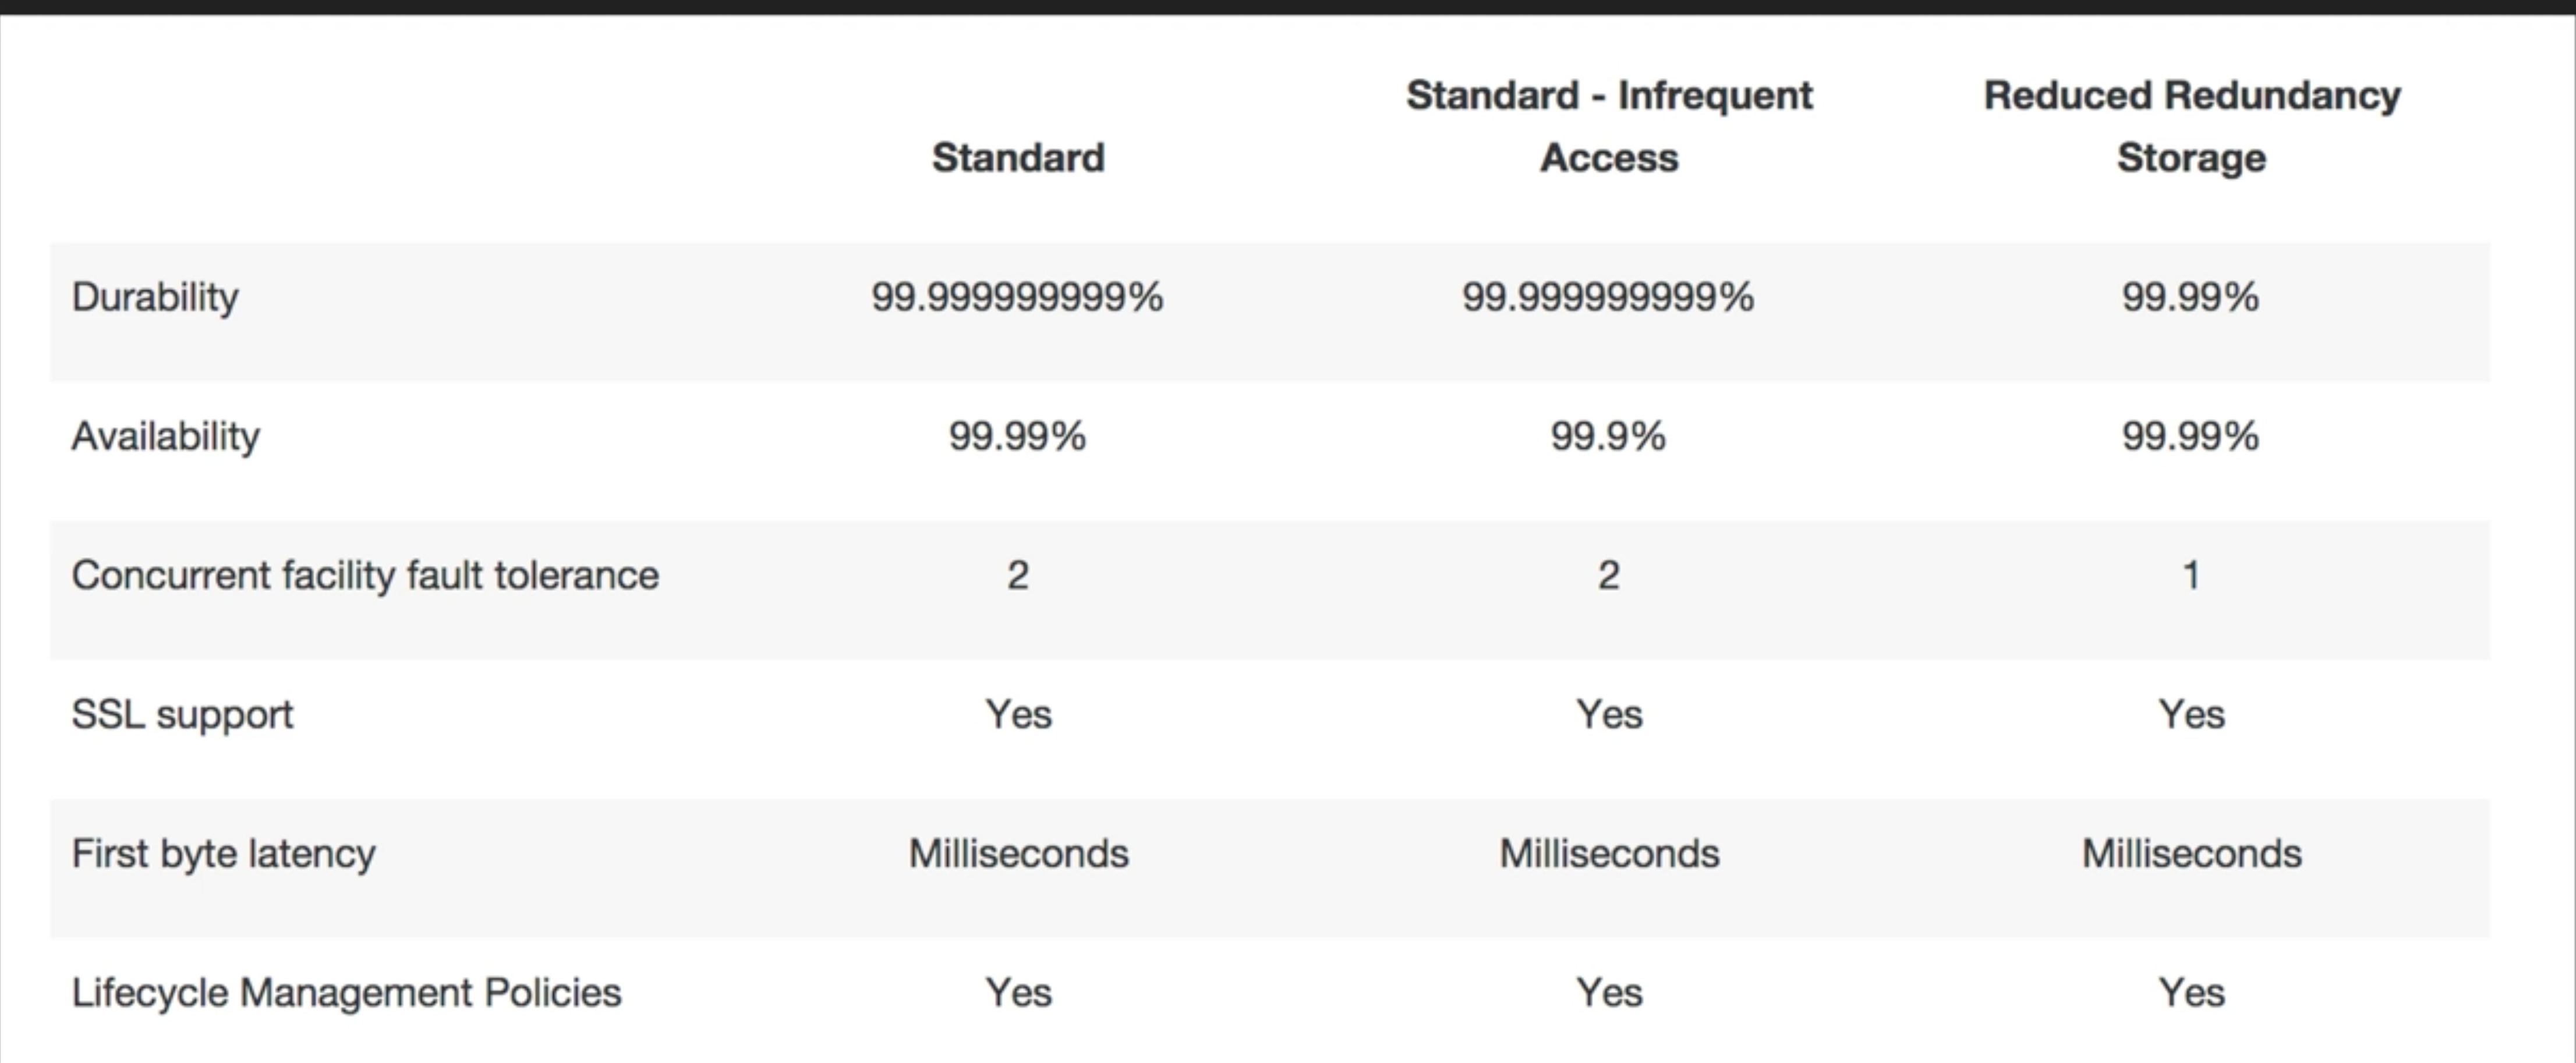 Standard - Infrequent Reduced Redundancy
Standard Access Storage
Durability 99.999999999% 99.999999999% 99.99%
Availability 99.99% 99.9% 99.99%
Concurrent facility fault tolerance 2 2 1
SSL support Yes Yes Yes
First byte latency Milliseconds Milliseconds Milliseconds
Lifecycle Management Policies Yes Yes Yes